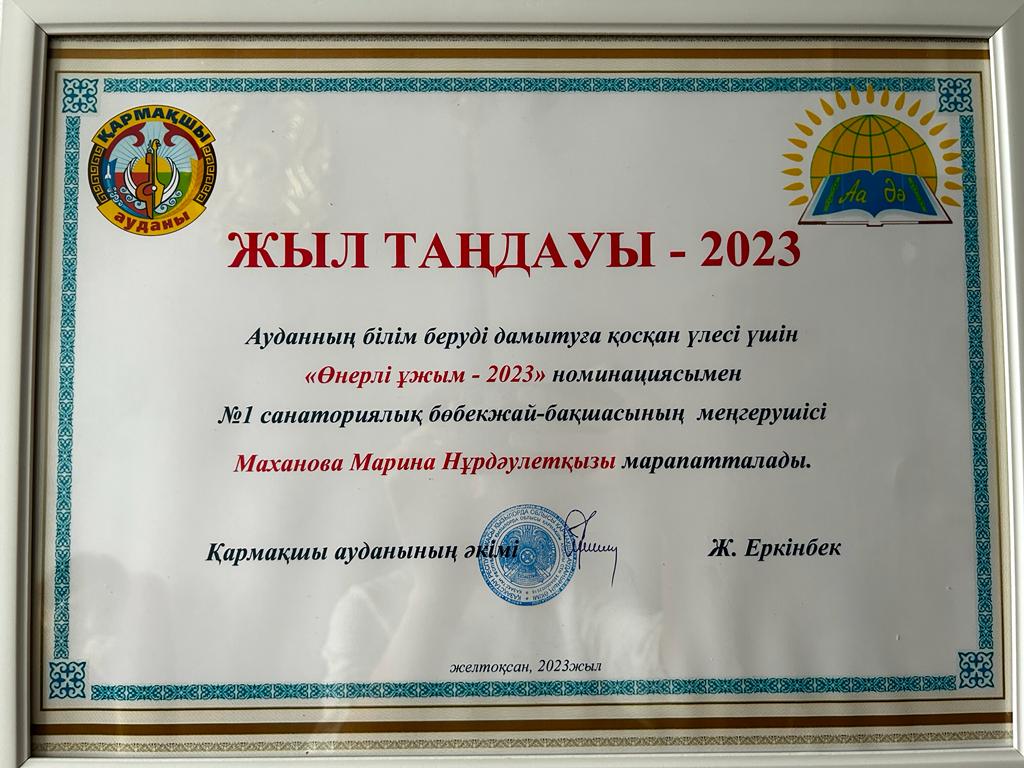 ҚАРМАҚШЫ
ауданы
Аа Әә
ЖЫЛ ТАҢДАУЫ - 2023
Ауданның білім беруді дамытуға қосқан үлесі үшін
«Өнерлі ұжым - 2023» номинациясымен
№1 санаториялық бөбекжай-бақшасының меңгерушісі
Маханова Марина Нұрдәулетқызы марапатталады.
Қармақшы ауданының әкімі Ж. Еркінбек
желтоқсан, 2023жыл